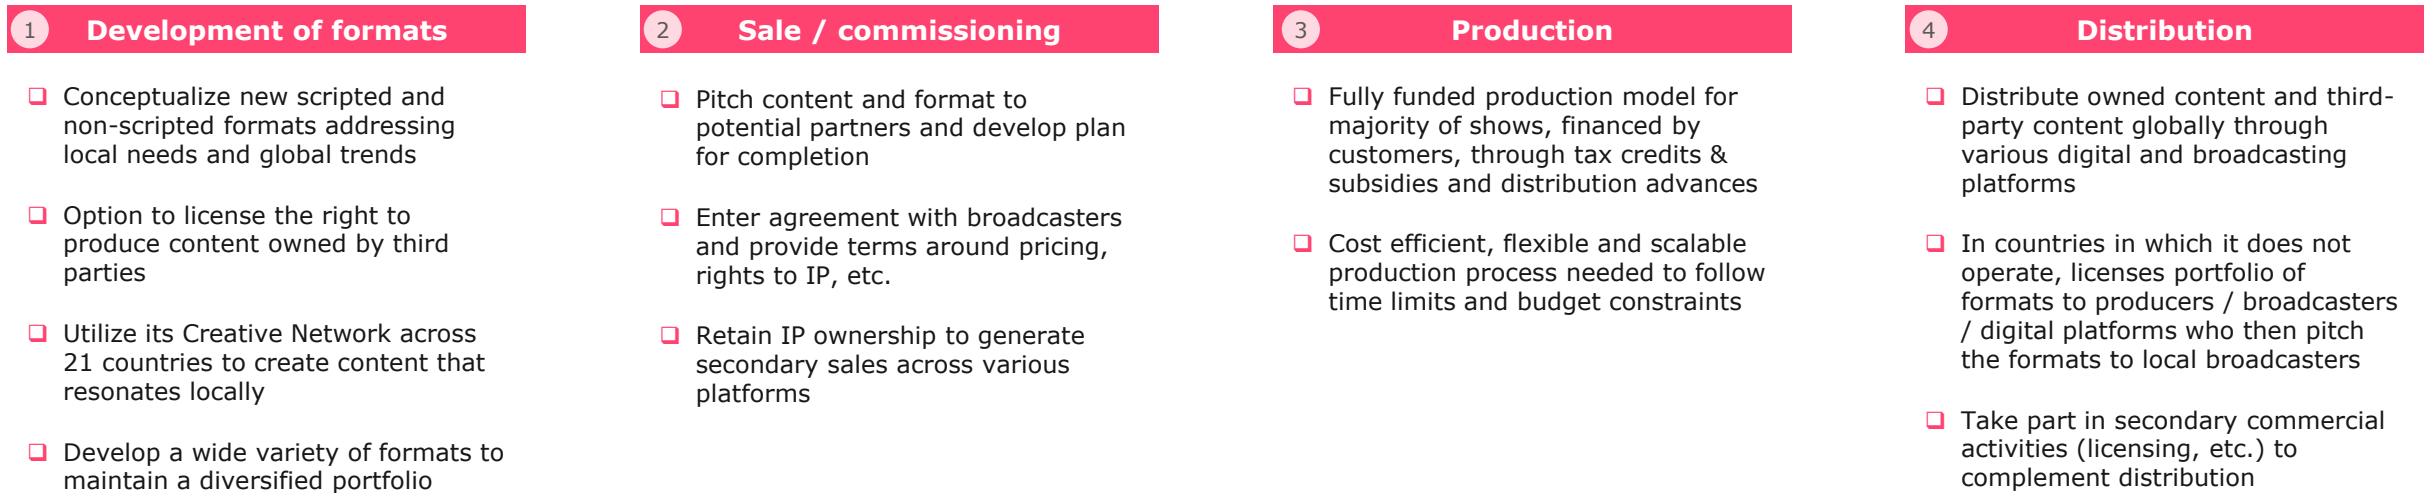 1 Development of formats
Conceptualize new scripted and
non-scripted formats addressing
local needs and global trends
Option to license the right to
produce content owned by third
parties
Utilize its Creative Network across
21 countries to create content that
resonates locally
Develop a wide variety of formats to
maintain a diversified portfolio
2 Sale / commissioning
Pitch content and format to
potential partners and develop plan
for completion
Enter agreement with broadcasters
and provide terms around pricing,
rights to IP, etc.
Retain IP ownership to generate
secondary sales across various
platforms
3 Production
Fully funded production model for
majority of shows, financed by
customers, through tax credits &
subsidies and distribution advances
Cost efficient, flexible and scalable
production process needed to follow
time limits and budget constraints
4 Distribution
Distribute owned content and third-
party content globally through
various digital and broadcasting
platforms
In countries in which it does not
operate, licenses portfolio of
formats to producers / broadcasters
/ digital platforms who then pitch
the formats to local broadcasters
Take part in secondary commercial
activities (licensing, etc.) to
complement distribution